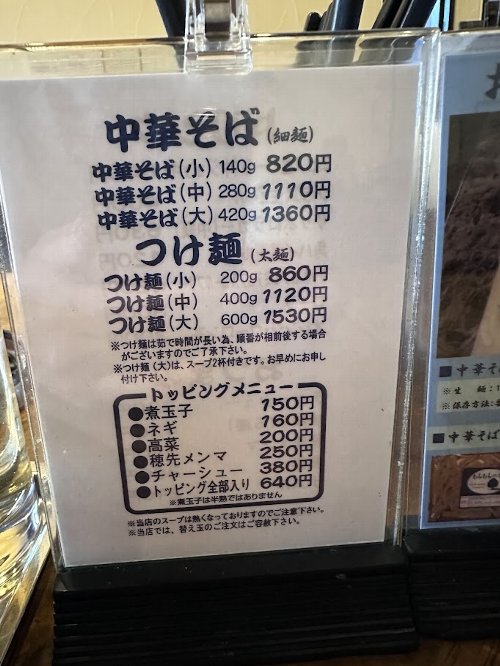 中華そば(細麺)
中華そば(小) 140g 820円
中華そば(中) 280g 1110円
中華そば(大) 420g 1360円
つけ麺(太麺)
つけ麺(小) 200g 860円
つけ麺(中) 400g 1120円
つけ麺(大) 600g 1530円
※つけ麺は茹で時間が長い為、順番が相前後する場合
がございますのでご了承下さい。
※つけ麺(大)は、スープ2杯付きです。お早めにお申し
付け下さい。
トッピングメニュー
●煮玉子 150円
●ネギ 160円
●高菜 200円
●穂先メンマ 250円
●チャーシュー 380円
●トッピング全部入り 640円
※煮玉子は半熟ではありません
※当店のスープは熱くなっておりますのでご注意下さい。
※当店では、替え玉のご注文はご容赦下さい。
■中華そ
※生 麺:
※保存方法:
■中華そば